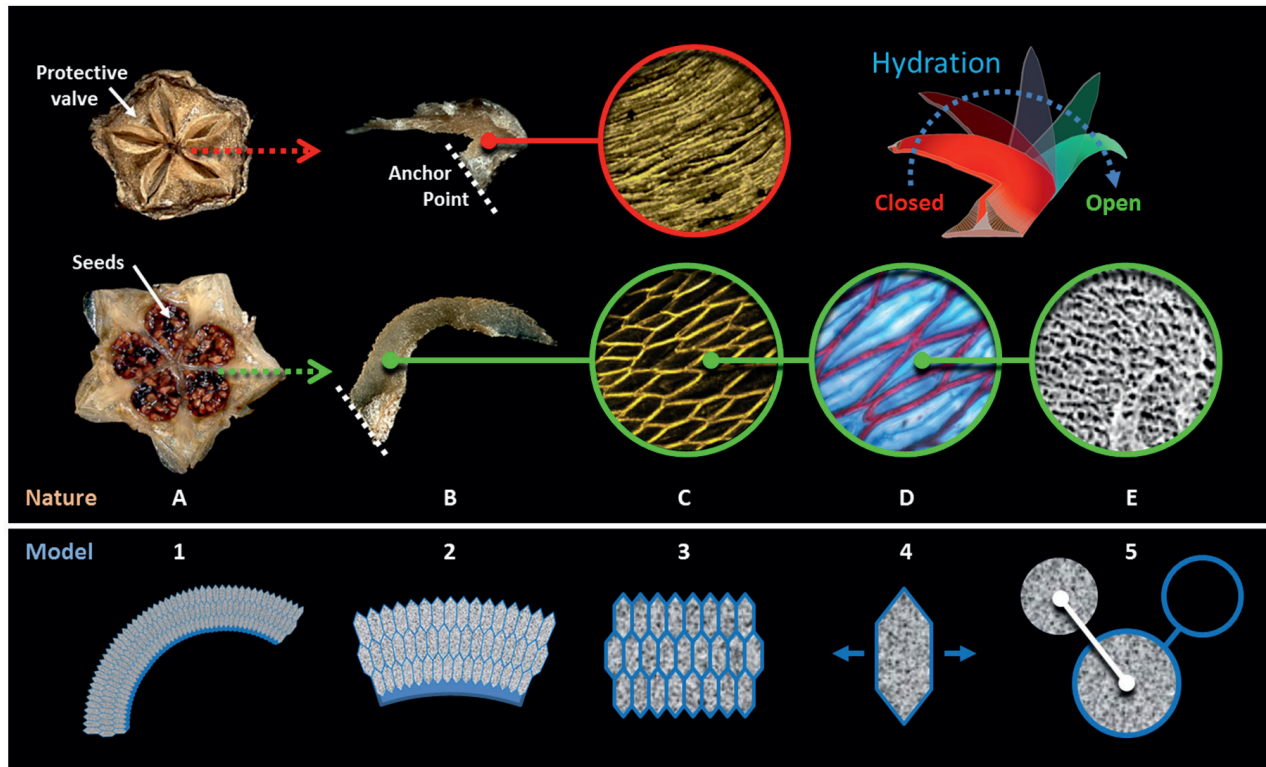 Protective
valve
Anchor
Point
Hydration
Closed
Open
Seeds
Nature
A
B
C
D
E
Model
1
2
3
4
5